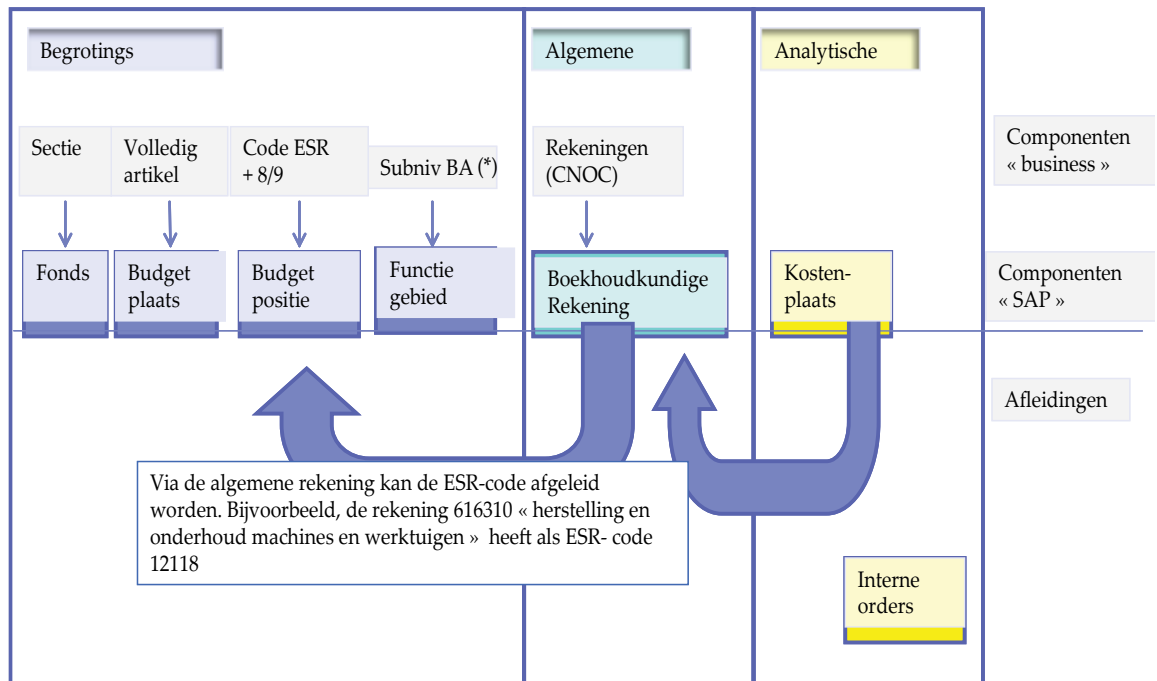 Begrotings
Algemene
Analytische
Sectie
Volledig
artikel
Code ESR
+ 8/9
Subniv BA (*)
Rekeningen
(CNOC)
Componenten
« business »
Fonds
Budget
plaats
Budget
positie
Functie
gebied
Boekhoudkundige
Rekening
Kosten-
plaats
Componenten
« SAP »
Afleidingen
Via de algemene rekening kan de ESR-code afgeleid
worden. Bijvoorbeeld, de rekening 616310 « herstelling en
onderhoud machines en werktuigen » heeft als ESR- code
12118
Interne
orders